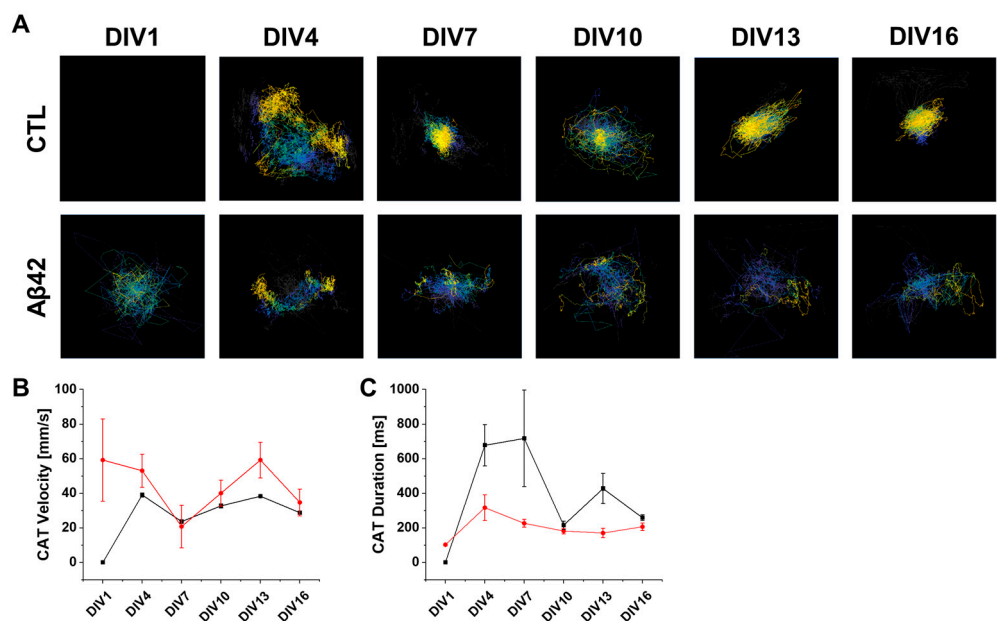 A
DIV1 DIV4 DIV7 DIV10 DIV13 DIV16
CTL
Aβ42
B
CAT Velocity [mm/s]
100
80
60
40
20
0
DIV1 DIV4 DIV7 DIV10 DIV13 DIV16
C
CAT Duration [ms]
1000
800
600
400
200
0
DIV1 DIV4 DIV7 DIV10 DIV13 DIV16